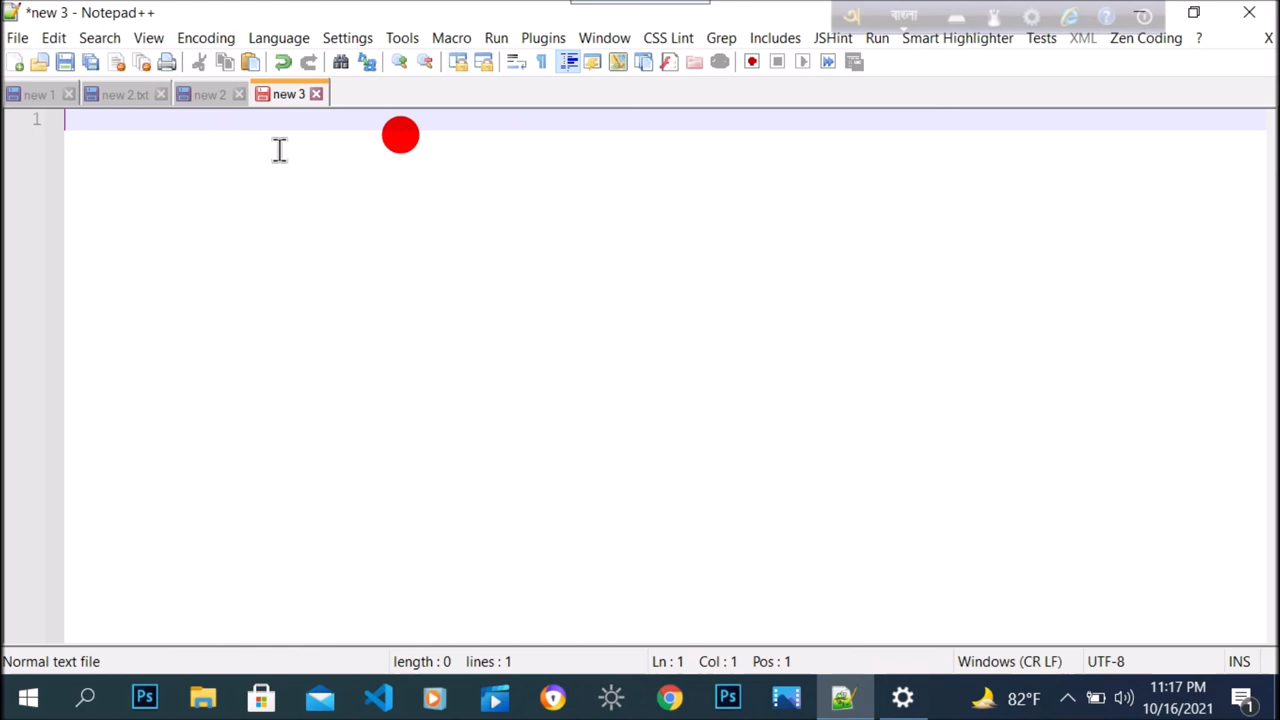 *new 3 - Notepad++
অ বাংলা
File Edit Search View Encoding Language Settings Tools Macro Run Plugins Window CSS Lint Grep Includes JSHint Run Smart Highlighter Tests XML Zen Coding ? X
new 1 new 2.txt new 2 new 3
1
Normal text file length : 0 lines : 1 Ln : 1 Col : 1 Pos : 1 Windows (CR LF) UTF-8 INS
Ps Ps 82°F 11:17 PM
10/16/2021 1